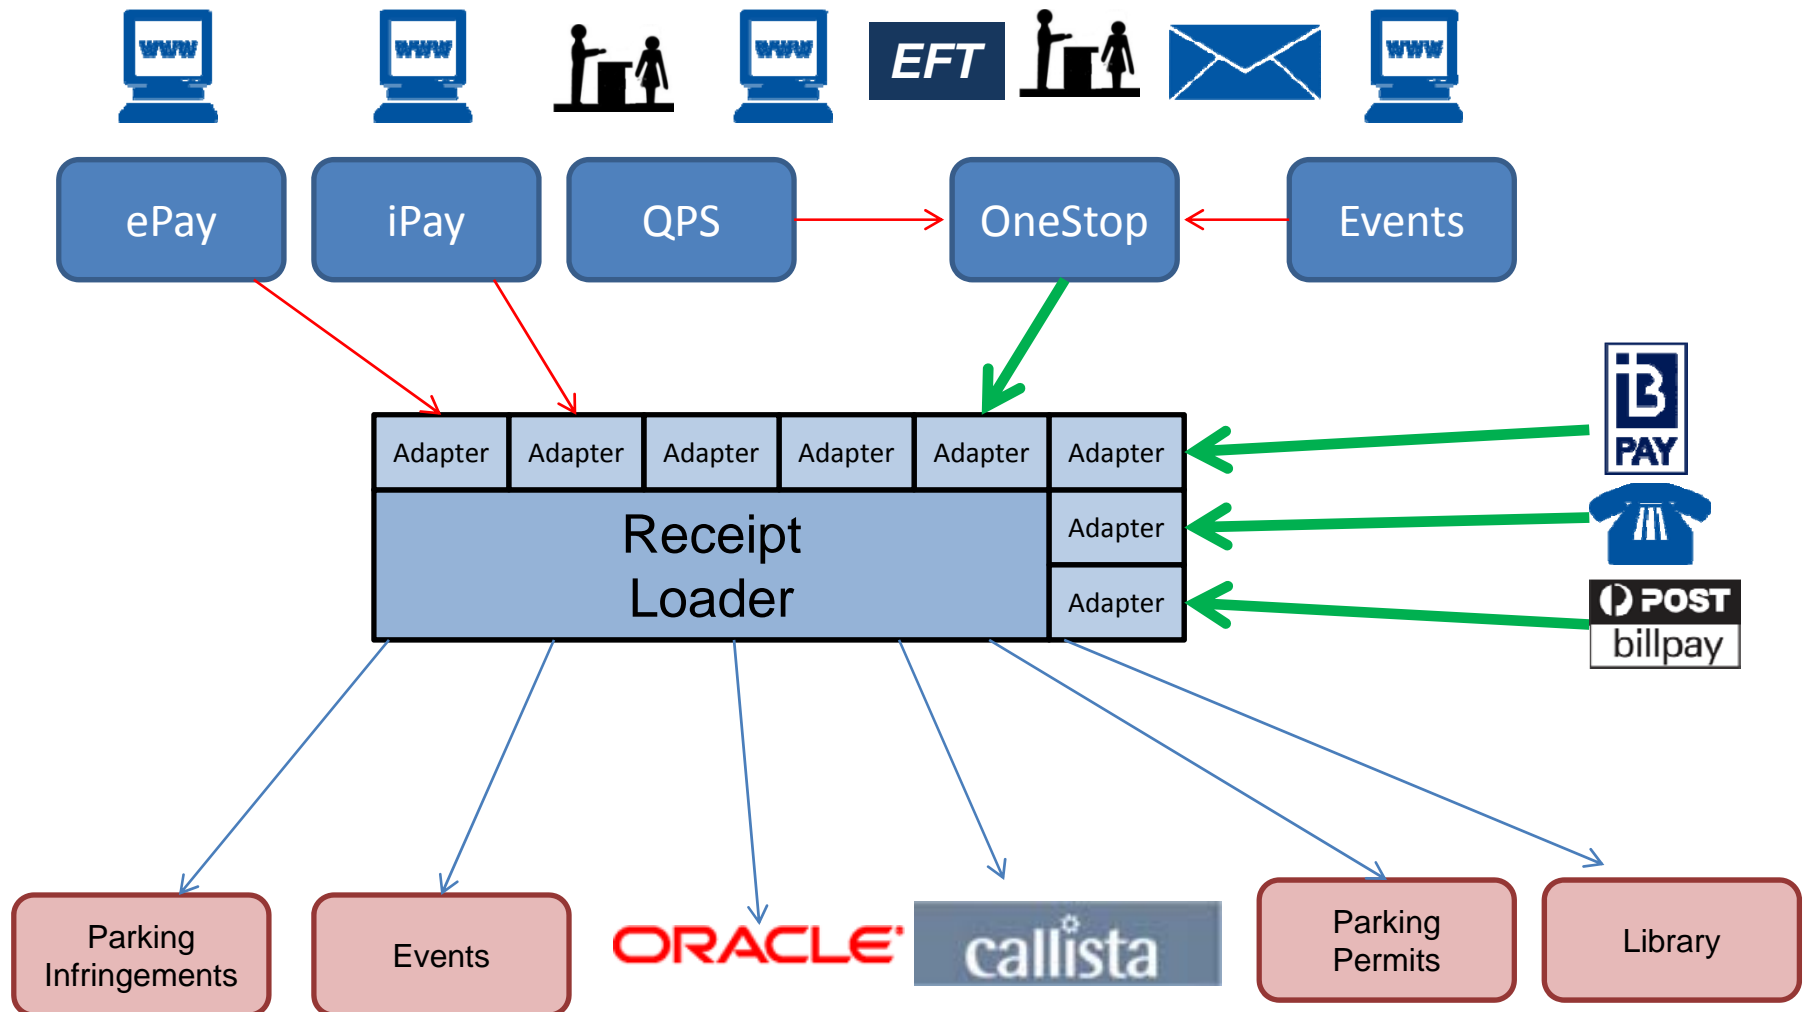 www
www
www
EFT
www
ePay
iPay
QPS
OneStop
Events
B
PAY
Adapter
Adapter
Adapter
Adapter
Adapter
Adapter
Receipt
Loader
Adapter
Adapter
POST
billpay
Parking
Infringements
Events
ORACLE
callista
Parking
Permits
Library